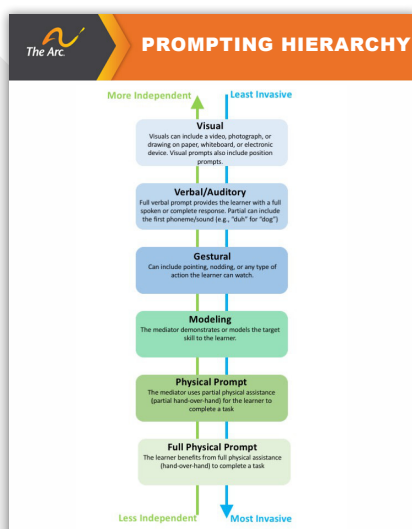 The Arc.
PROMPTING HIERARCHY
More Independent
Least Invasive
Visual
Visuals can include a video, photograph, or
drawing on paper, whiteboard, or electronic
device. Visual prompts also include position
prompts.
Verbal/Auditory
Full verbal prompt provides the learner with a full
spoken or complete response. Partial can include
the first phoneme/sound (e.g., “duh” for “dog”)
Gestural
Can include pointing, nodding, or any type of
action the learner can watch.
Modeling
The mediator demonstrates or models the target
skill to the learner.
Physical Prompt
The mediator uses partial physical assistance
(partial hand-over-hand) for the learner to
complete a task
Full Physical Prompt
The learner benefits from full physical assistance
(hand-over-hand) to complete a task
Less Independent
Most Invasive